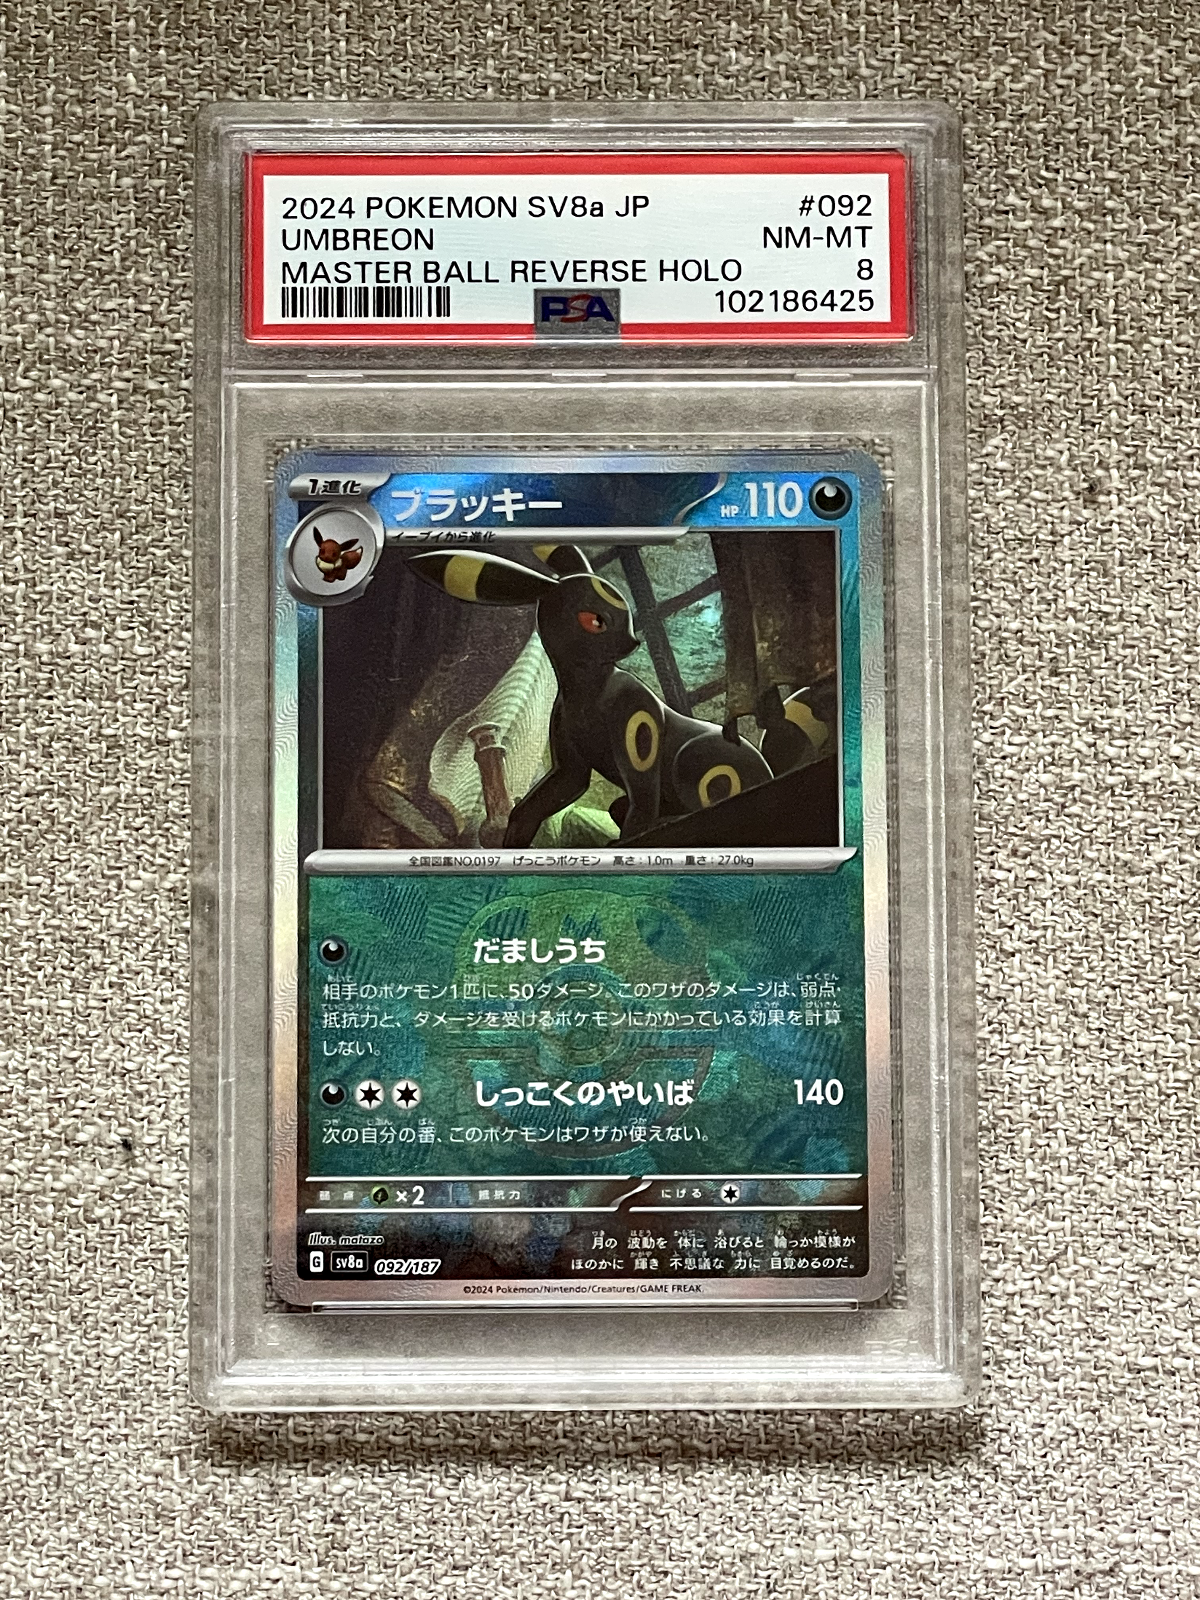 2024 POKEMON SV8a JP #092
UMBREON NM-MT
MASTER BALL REVERSE HOLO 8
PSA 102186425
1進化 ブラッキー HP 110
イーブイから進化
全国図鑑NO.0197 げっこうポケモン 高さ:1.0m 重さ:27.0kg
だましうち
相手のポケモン1匹に、50ダメージ。このワザのダメージは、弱点・
抵抗力と、ダメージを受けるポケモンにかかっている効果を計算
しない。
しっこくのやいば 140
次の自分の番、このポケモンはワザが使えない。
弱点 ×2 抵抗力 にげる
Illus. matazo
G sv8a 092/187
月の 波動を 体に 浴びると 輪っか模様が
ほのかに 輝き 不思議な 力に 目覚めるのだ。
©2024 Pokémon/Nintendo/Creatures/GAME FREAK.